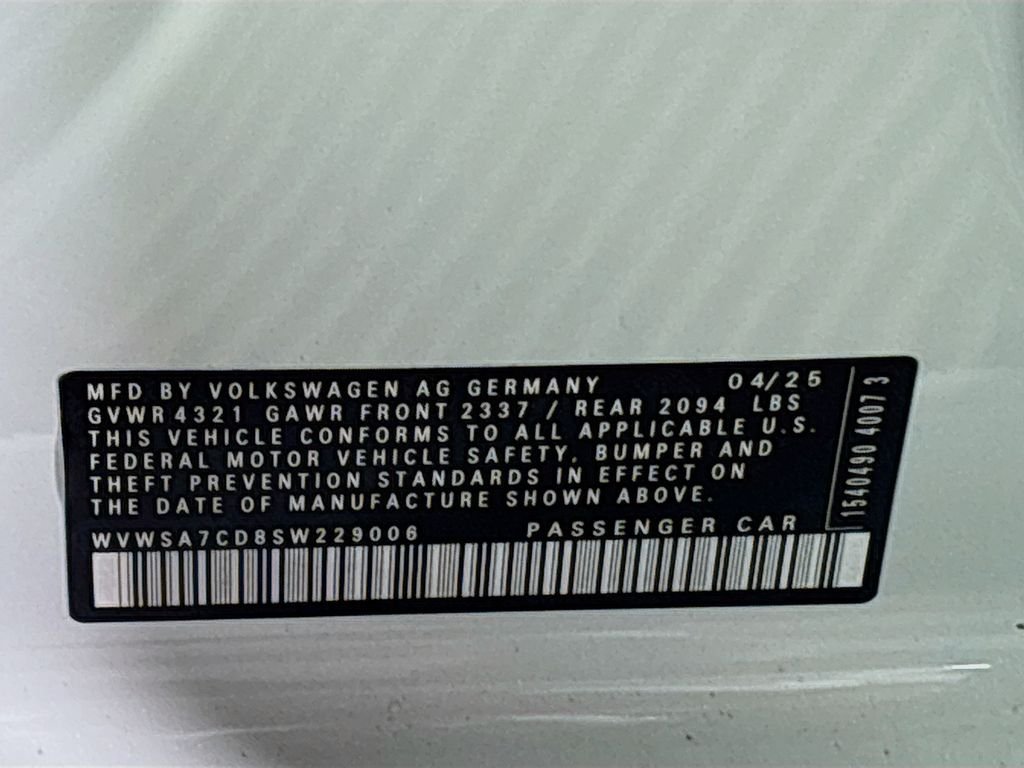 MFD BY VOLKSWAGEN AG GERMANY 04/25
GVWR 4321 GAWR FRONT 2337 / REAR 2094 LBS
THIS VEHICLE CONFORMS TO ALL APPLICABLE U.S.
FEDERAL MOTOR VEHICLE SAFETY, BUMPER AND
THEFT PREVENTION STANDARDS IN EFFECT ON
THE DATE OF MANUFACTURE SHOWN ABOVE.
WVWSA7CD8SW229006 PASSENGER CAR
1540490 4007 3